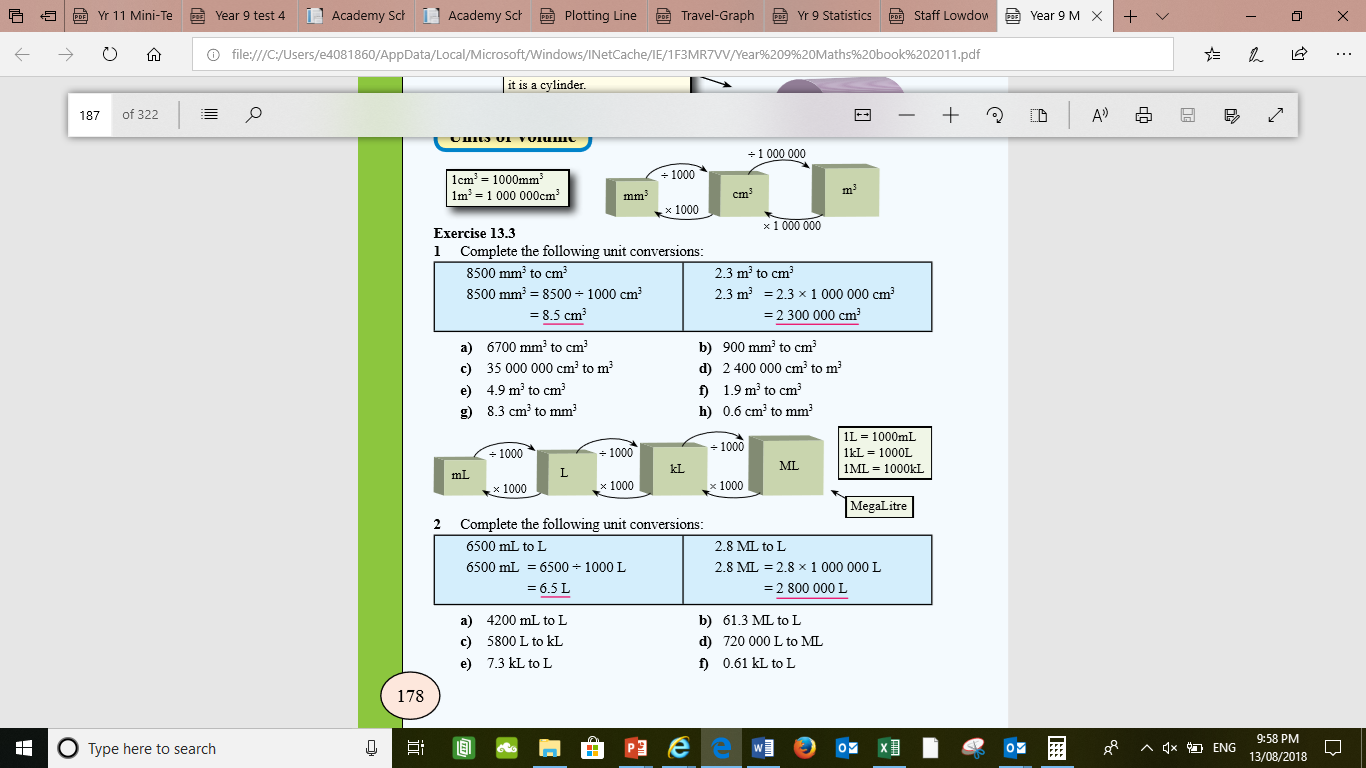 Yr 11 Mini-Te
Year 9 test 4
Academy Sch
Academy Sch
Plotting Line
Travel-Graph
Yr 9 Statistics
Staff Lowdow
Year 9 M
file:///C:/Users/e4081860/AppData/Local/Microsoft/Windows/INetCache/IE/1F3MR7VV/Year%209%20Maths%20book%202011.pdf
it is a cylinder.
187 of 322
Units of Volume
1cm³ = 1000mm³
1m³ = 1 000 000cm³
÷ 1000
÷ 1 000 000
mm³
cm³
m³
× 1000
× 1 000 000
Exercise 13.3
1 Complete the following unit conversions:
8500 mm³ to cm³
8500 mm³ = 8500 ÷ 1000 cm³
= 8.5 cm³
2.3 m³ to cm³
2.3 m³ = 2.3 × 1 000 000 cm³
= 2 300 000 cm³
a) 6700 mm³ to cm³
b) 900 mm³ to cm³
c) 35 000 000 cm³ to m³
d) 2 400 000 cm³ to m³
e) 4.9 m³ to cm³
f) 1.9 m³ to cm³
g) 8.3 cm³ to mm³
h) 0.6 cm³ to mm³
÷ 1000
÷ 1000
÷ 1000
mL
L
kL
ML
× 1000
× 1000
× 1000
1L = 1000mL
1kL = 1000L
1ML = 1000kL
MegaLitre
2 Complete the following unit conversions:
6500 mL to L
6500 mL = 6500 ÷ 1000 L
= 6.5 L
2.8 ML to L
2.8 ML = 2.8 × 1 000 000 L
= 2 800 000 L
a) 4200 mL to L
b) 61.3 ML to L
c) 5800 L to kL
d) 720 000 L to ML
e) 7.3 kL to L
f) 0.61 kL to L
178
Type here to search
ENG
9:58 PM
13/08/2018